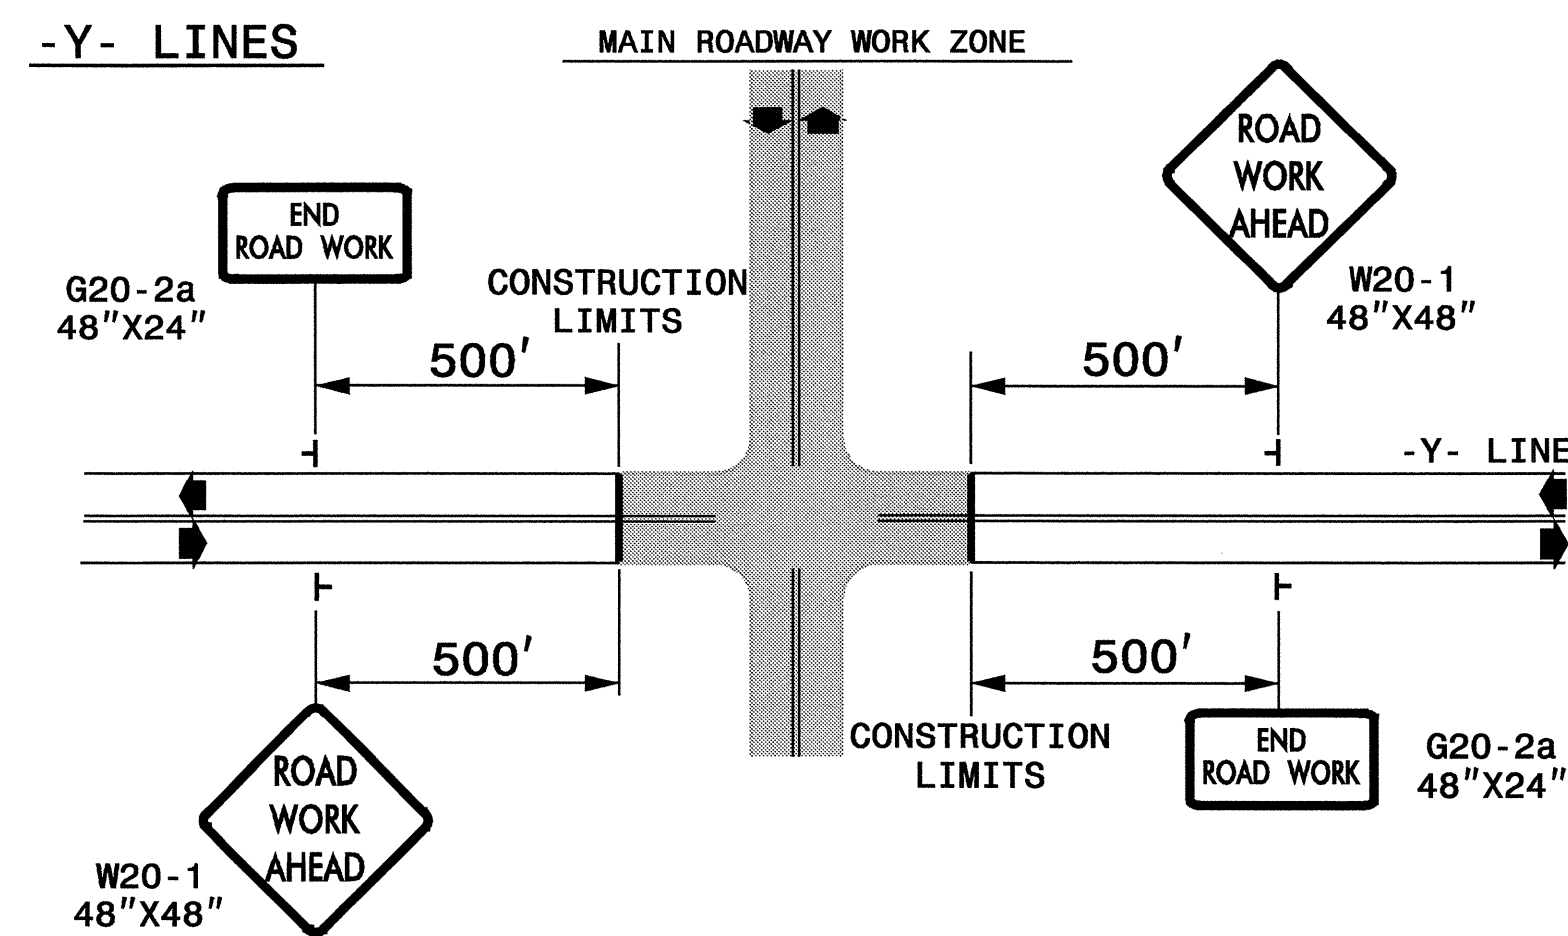 -Y- LINES
MAIN ROADWAY WORK ZONE
ROAD
WORK
AHEAD
END
ROAD WORK
G20-2a
48"X24"
CONSTRUCTION
LIMITS
W20-1
48"X48"
500'
500'
-Y- LINE
500'
500'
CONSTRUCTION
LIMITS
END
ROAD WORK
G20-2a
48"X24"
ROAD
WORK
AHEAD
W20-1
48"X48"